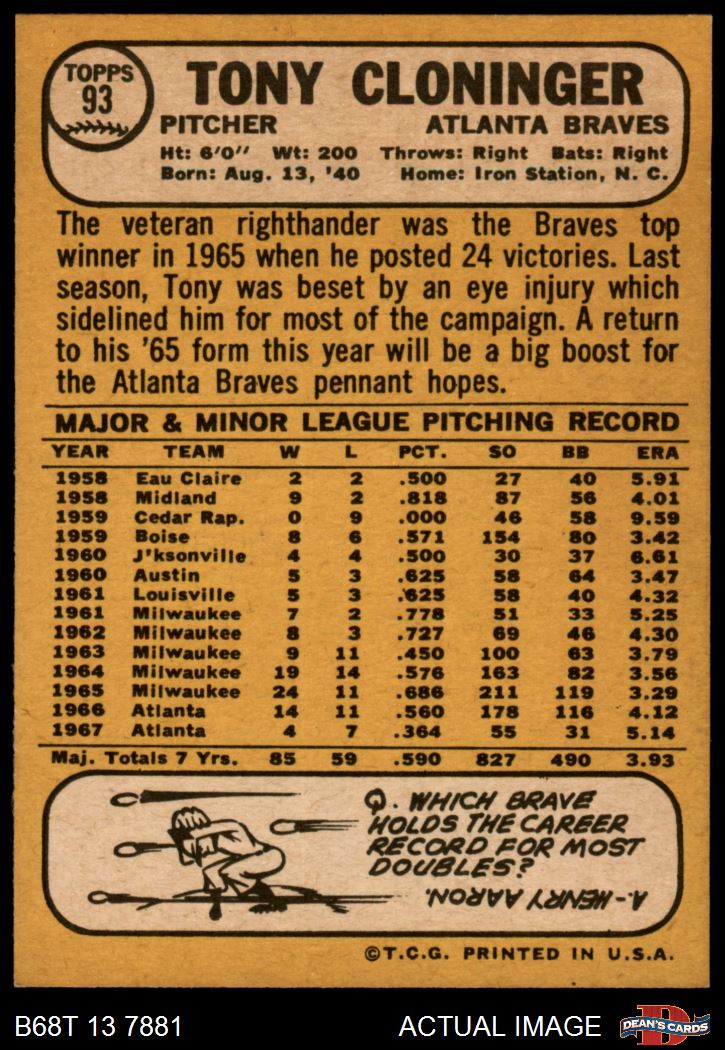 TOPPS
93
TONY CLONINGER
PITCHER ATLANTA BRAVES
Ht: 6'0" Wt: 200 Throws: Right Bats: Right
Born: Aug. 13, '40 Home: Iron Station, N. C.
The veteran righthander was the Braves top
winner in 1965 when he posted 24 victories. Last
season, Tony was beset by an eye injury which
sidelined him for most of the campaign. A return
to his '65 form this year will be a big boost for
the Atlanta Braves pennant hopes.
MAJOR & MINOR LEAGUE PITCHING RECORD
YEAR TEAM W L PCT. SO BB ERA
1958 Eau Claire 2 2 .500 27 40 5.91
1958 Midland 9 2 .818 87 56 4.01
1959 Cedar Rap. 0 9 .000 46 58 9.59
1959 Boise 8 6 .571 154 80 3.42
1960 J'ksonville 4 4 .500 30 37 6.61
1960 Austin 5 3 .625 58 64 3.47
1961 Louisville 5 3 .625 58 40 4.32
1961 Milwaukee 7 2 .778 51 33 5.25
1962 Milwaukee 8 3 .727 69 46 4.30
1963 Milwaukee 9 11 .450 100 63 3.79
1964 Milwaukee 19 14 .576 163 82 3.56
1965 Milwaukee 24 11 .686 211 119 3.29
1966 Atlanta 14 11 .560 178 116 4.12
1967 Atlanta 4 7 .364 55 31 5.14
Maj. Totals 7 Yrs. 85 59 .590 827 490 3.93
Q. WHICH BRAVE
HOLDS THE CAREER
RECORD FOR MOST
DOUBLES?
A-HENRY AARON.
©T.C.G. PRINTED IN U.S.A.
B68T 13 7881 ACTUAL IMAGE
D
DEAN'S CARDS